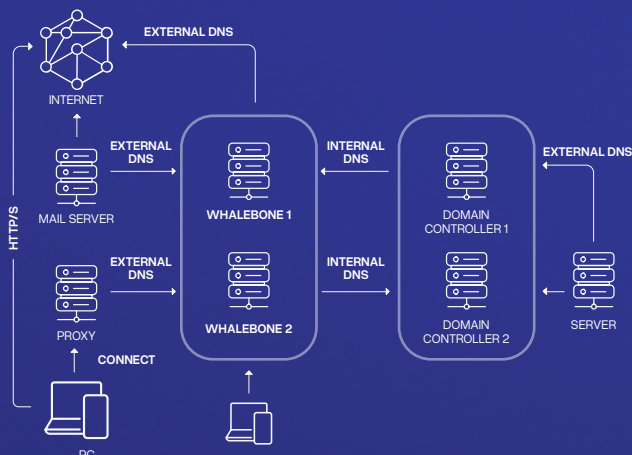 EXTERNAL DNS
INTERNET
EXTERNAL
DNS
INTERNAL
DNS
EXTERNAL DNS
MAIL SERVER
WHALEBONE 1
DOMAIN
CONTROLLER 1
HTTP/S
EXTERNAL
DNS
INTERNAL
DNS
PROXY
WHALEBONE 2
DOMAIN
CONTROLLER 2
SERVER
CONNECT
PC